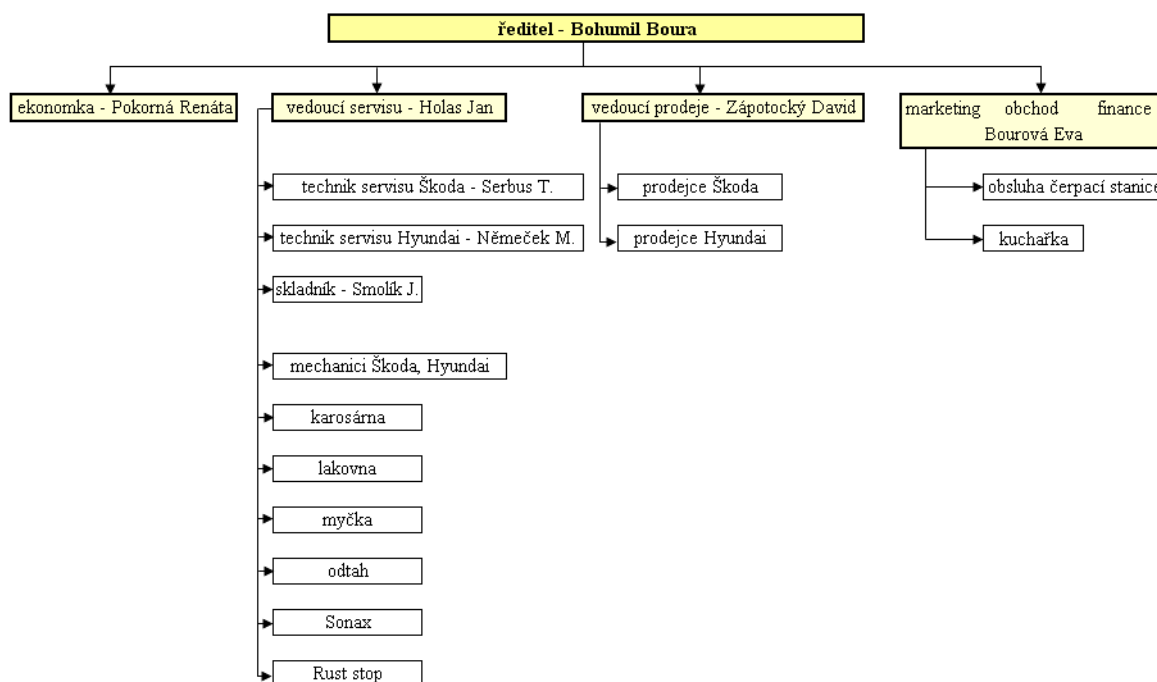 ředitel - Bohumil Boura
ekonomka - Pokorná Renáta
vedoucí servisu - Holas Jan
vedoucí prodeje - Zápotocký David
marketing obchod finance
Bourová Eva
technik servisu Škoda - Serbus T.
prodejce Škoda
obsluha čerpací stanice
technik servisu Hyundai - Němeček M.
prodejce Hyundai
kuchařka
skladník - Smolík J.
mechanici Škoda, Hyundai
karosárna
lakovna
myčka
odtah
Sonax
Rust stop